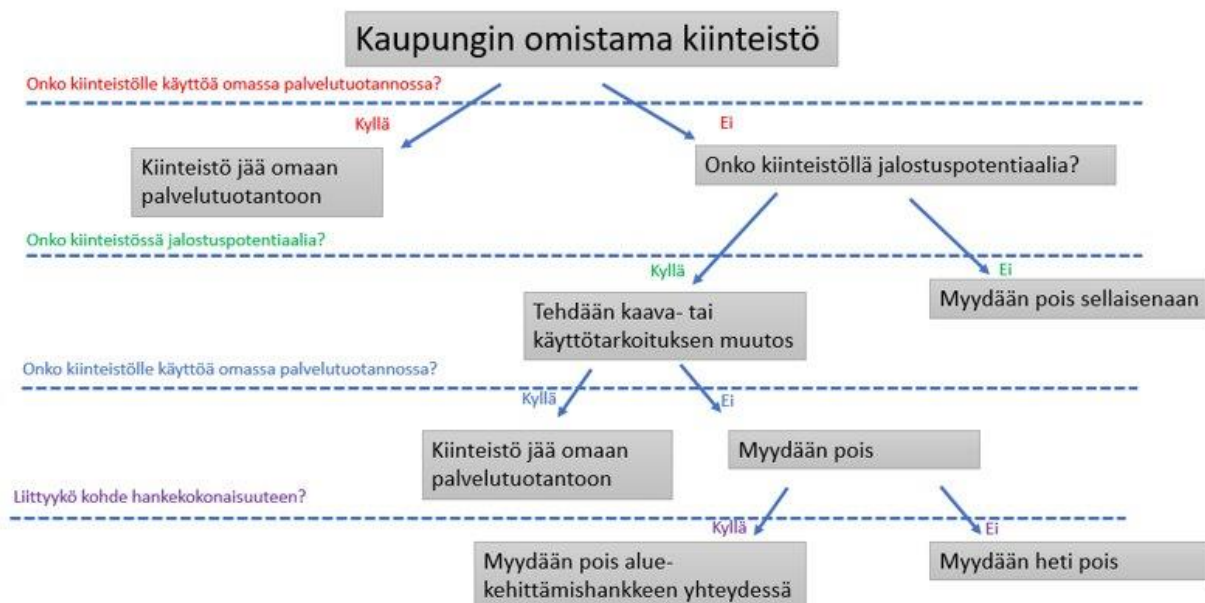 Kaupungin omistama kiinteistö
Onko kiinteistölle käyttöä omassa palvelutuotannossa?
Kyllä
Ei
Kiinteistö jää omaan
palvelutuotantoon
Onko kiinteistöllä jalostuspotentiaalia?
Onko kiinteistössä jalostuspotentiaalia?
Kyllä
Ei
Tehdään kaava- tai
käyttötarkoituksen muutos
Myydään pois sellaisenaan
Onko kiinteistölle käyttöä omassa palvelutuotannossa?
Kyllä
Ei
Kiinteistö jää omaan
palvelutuotantoon
Myydään pois
Liittyykö kohde hankekokonaisuuteen?
Kyllä
Ei
Myydään pois alue-
kehittämishankkeen yhteydessä
Myydään heti pois